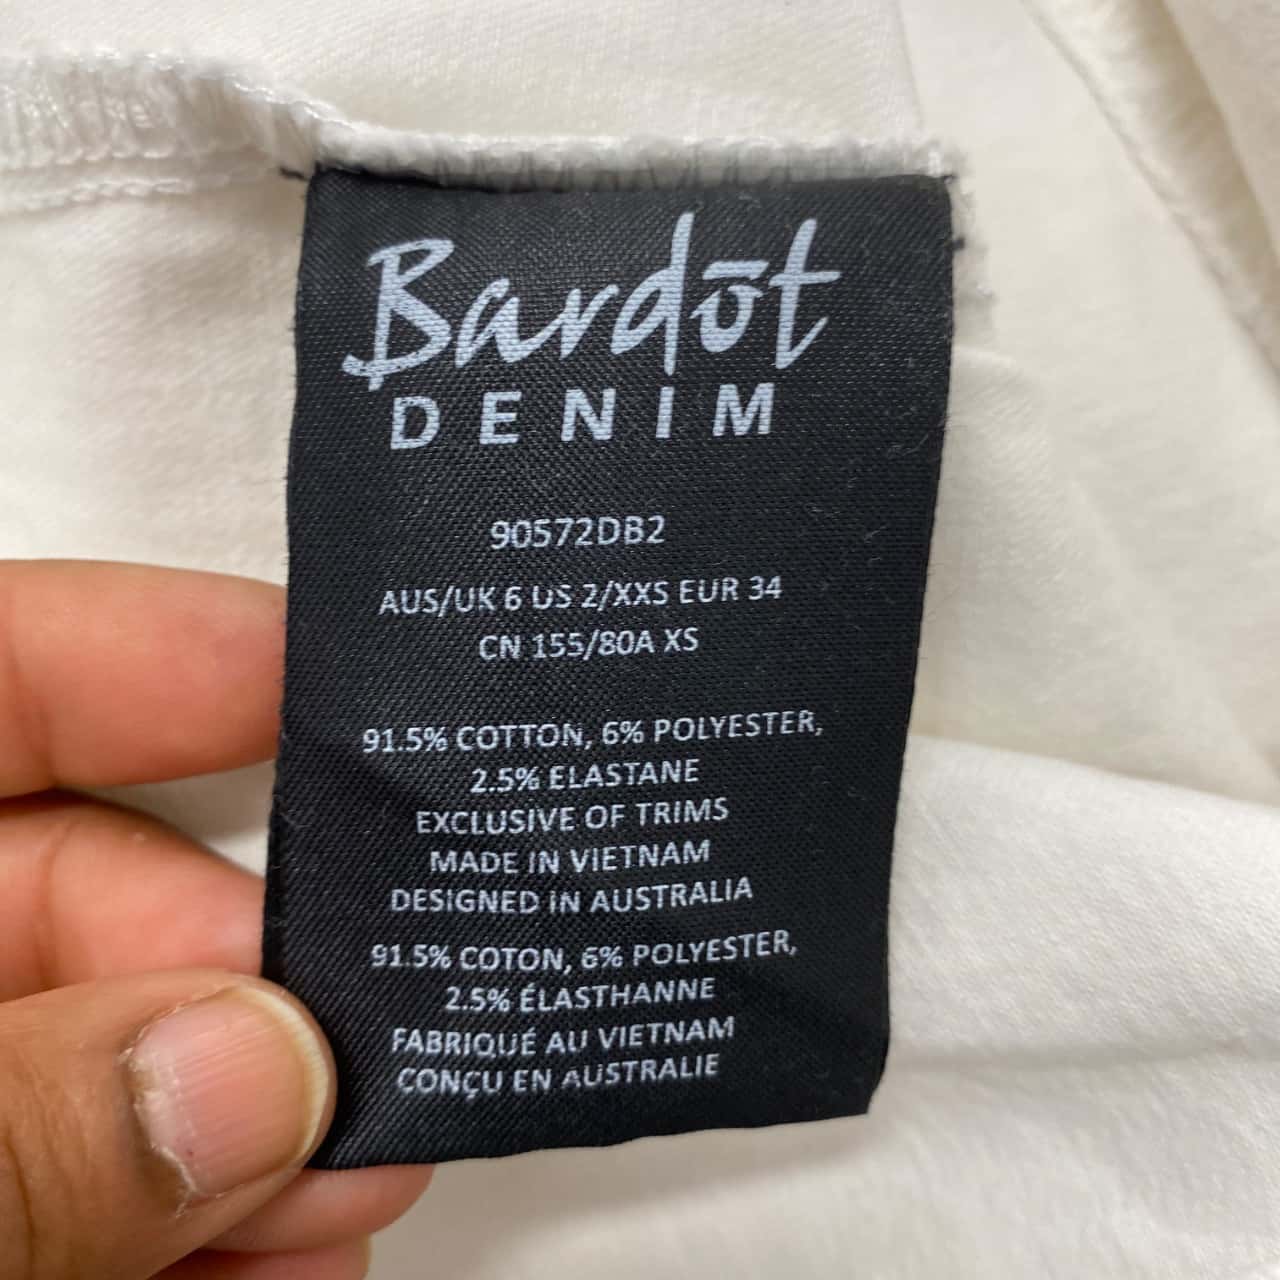 Bardōt
DENIM
90572DB2
AUS/UK 6 US 2/XXS EUR 34
CN 155/80A XS
91.5% COTTON, 6% POLYESTER,
2.5% ELASTANE
EXCLUSIVE OF TRIMS
MADE IN VIETNAM
DESIGNED IN AUSTRALIA
91.5% COTON, 6% POLYESTER,
2.5% ÉLASTHANNE
FABRIQUÉ AU VIETNAM
CONÇU EN AUSTRALIE